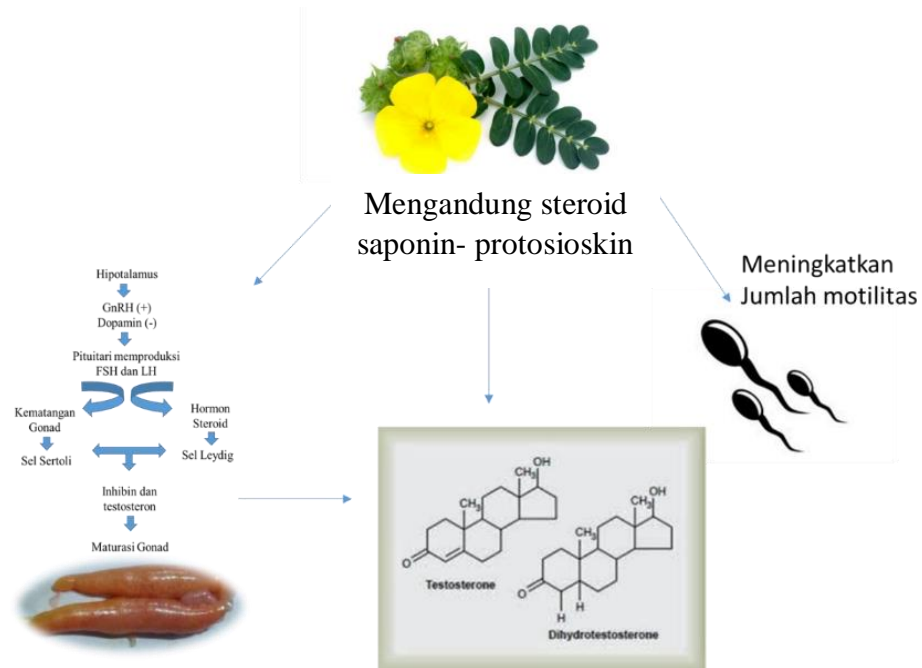 Mengandung steroid
saponin- protosioskin
Hipotalamus
GnRH (+)
Dopamin (-)
Pituitari memproduksi
FSH dan LH
Kematangan
Gonad
Sel Sertoli
Hormon
Steroid
Sel Leydig
Inhibin dan
testosteron
Maturasi Gonad
Meningkatkan
Jumlah motilitas
OH
CH₃
CH₃
O
Testosterone
OH
CH₃
CH₃
O
H
H
Dihydrotestosterone